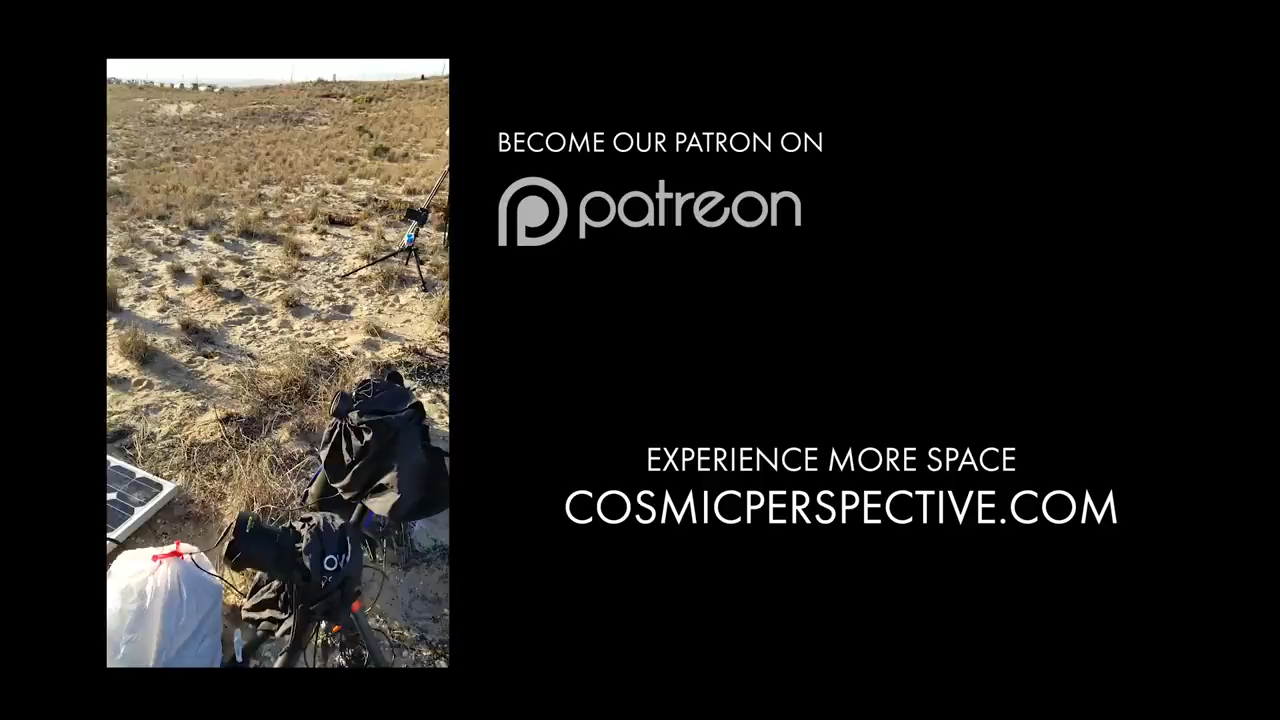 BECOME OUR PATRON ON
patreon
EXPERIENCE MORE SPACE
COSMICPERSPECTIVE.COM